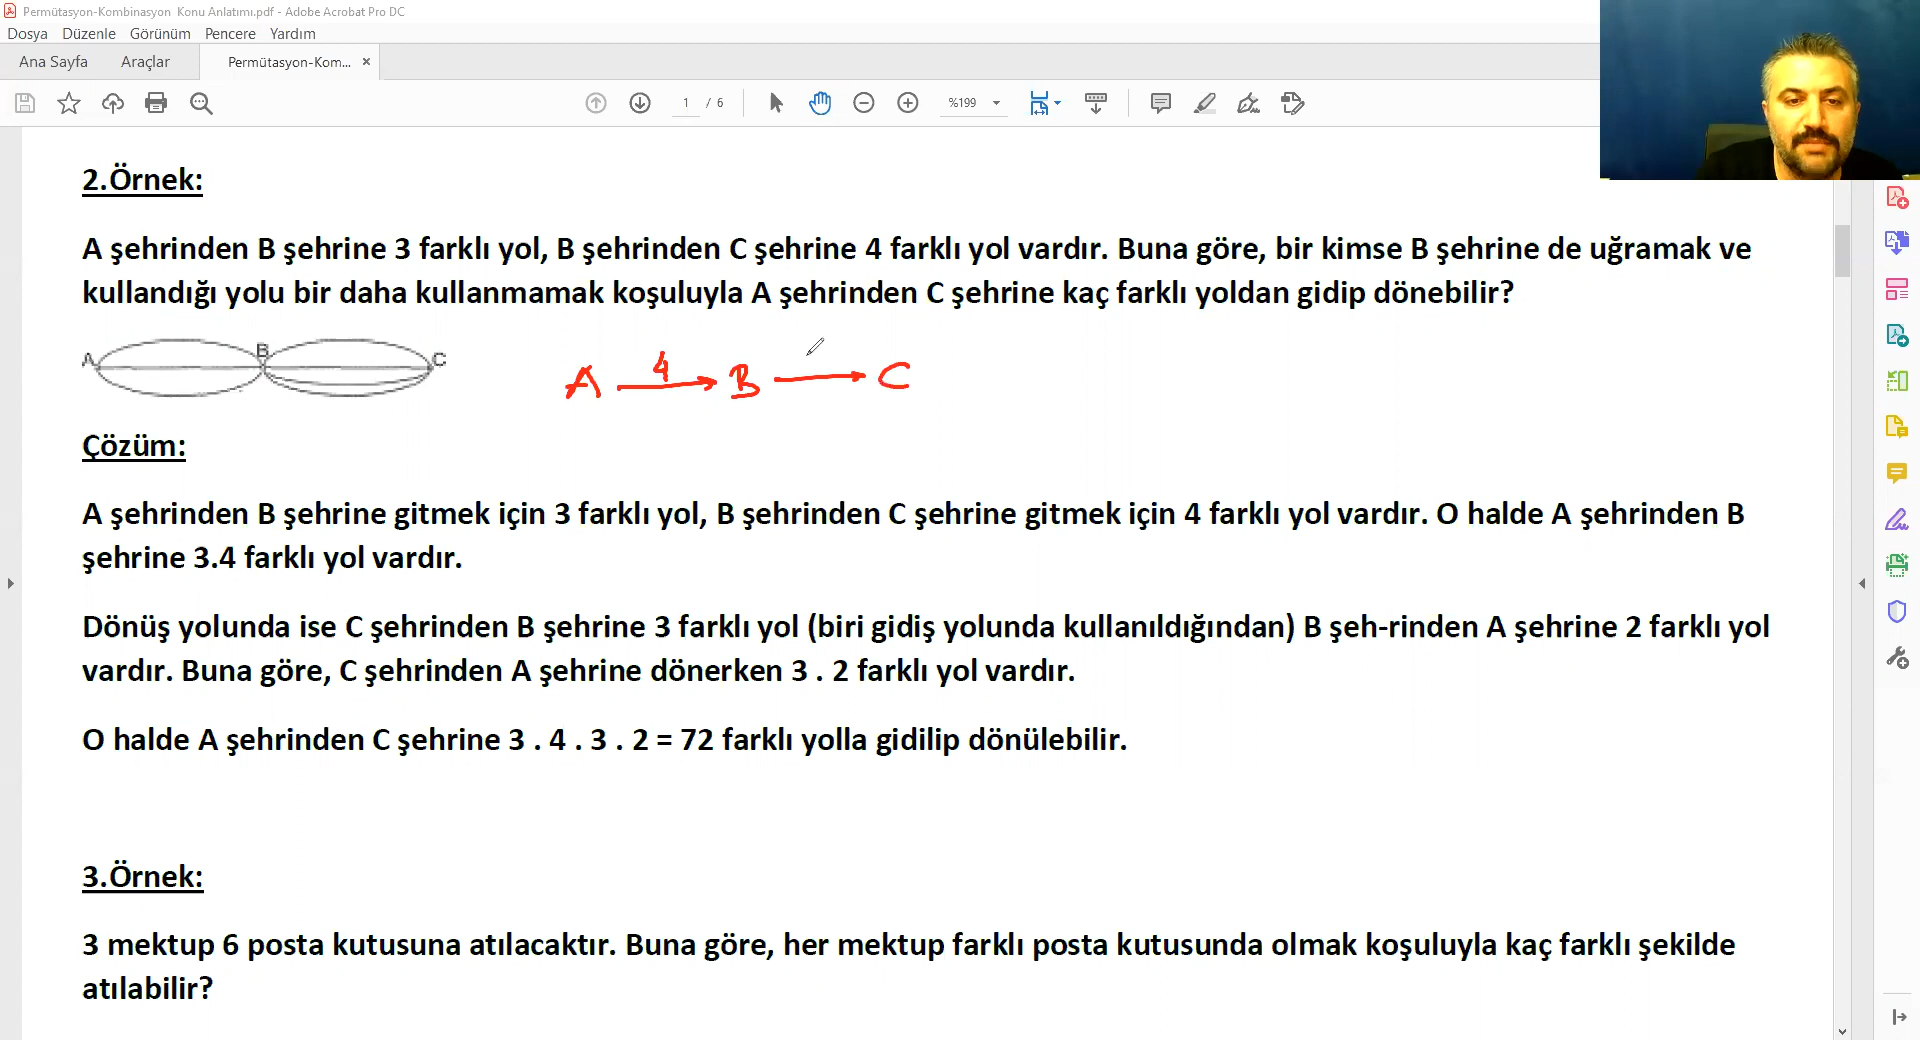 Permütasyon-Kombinasyon Konu Anlatımı.pdf - Adobe Acrobat Pro DC
Dosya Düzenle Görünüm Pencere Yardım
Ana Sayfa Araçlar Permütasyon-Kom... ×
1 / 6 %199
2.Örnek:
A şehrinden B şehrine 3 farklı yol, B şehrinden C şehrine 4 farklı yol vardır. Buna göre, bir kimse B şehrine de uğramak ve
kullandığı yolu bir daha kullanmamak koşuluyla A şehrinden C şehrine kaç farklı yoldan gidip dönebilir?
A B C
4
A B C
Çözüm:
A şehrinden B şehrine gitmek için 3 farklı yol, B şehrinden C şehrine gitmek için 4 farklı yol vardır. O halde A şehrinden B
şehrine 3.4 farklı yol vardır.
Dönüş yolunda ise C şehrinden B şehrine 3 farklı yol (biri gidiş yolunda kullanıldığından) B şeh-rinden A şehrine 2 farklı yol
vardır. Buna göre, C şehrinden A şehrine dönerken 3 . 2 farklı yol vardır.
O halde A şehrinden C şehrine 3 . 4 . 3 . 2 = 72 farklı yolla gidilip dönülebilir.
3.Örnek:
3 mektup 6 posta kutusuna atılacaktır. Buna göre, her mektup farklı posta kutusunda olmak koşuluyla kaç farklı şekilde
atılabilir?